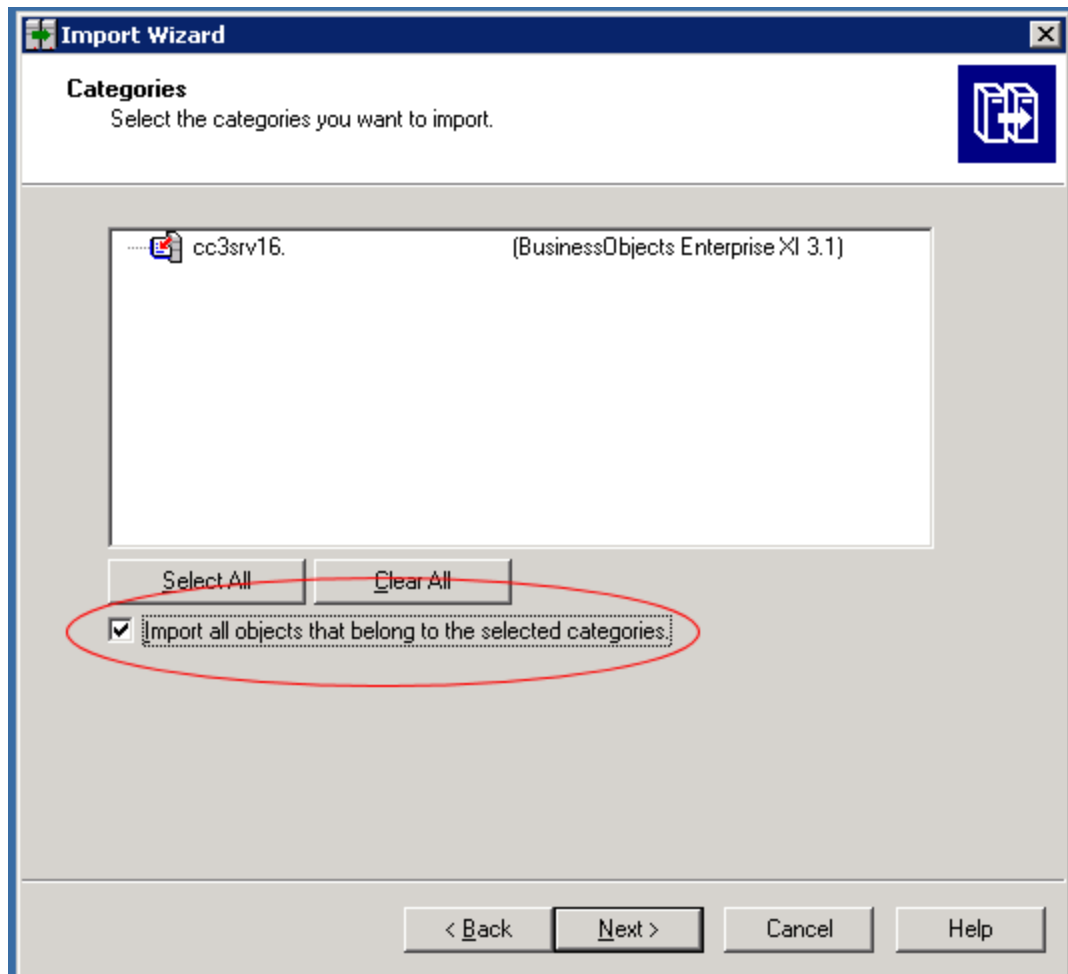 Import Wizard
Categories
Select the categories you want to import.
cc3srv16. (BusinessObjects Enterprise XI 3.1)
Select All Clear All
Import all objects that belong to the selected categories.
< Back Next > Cancel Help